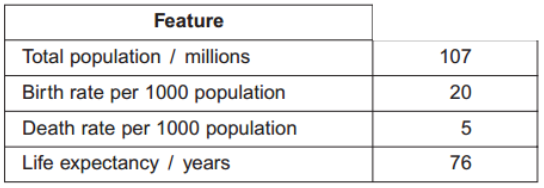 Feature
Total population / millions 107
Birth rate per 1000 population 20
Death rate per 1000 population 5
Life expectancy / years 76